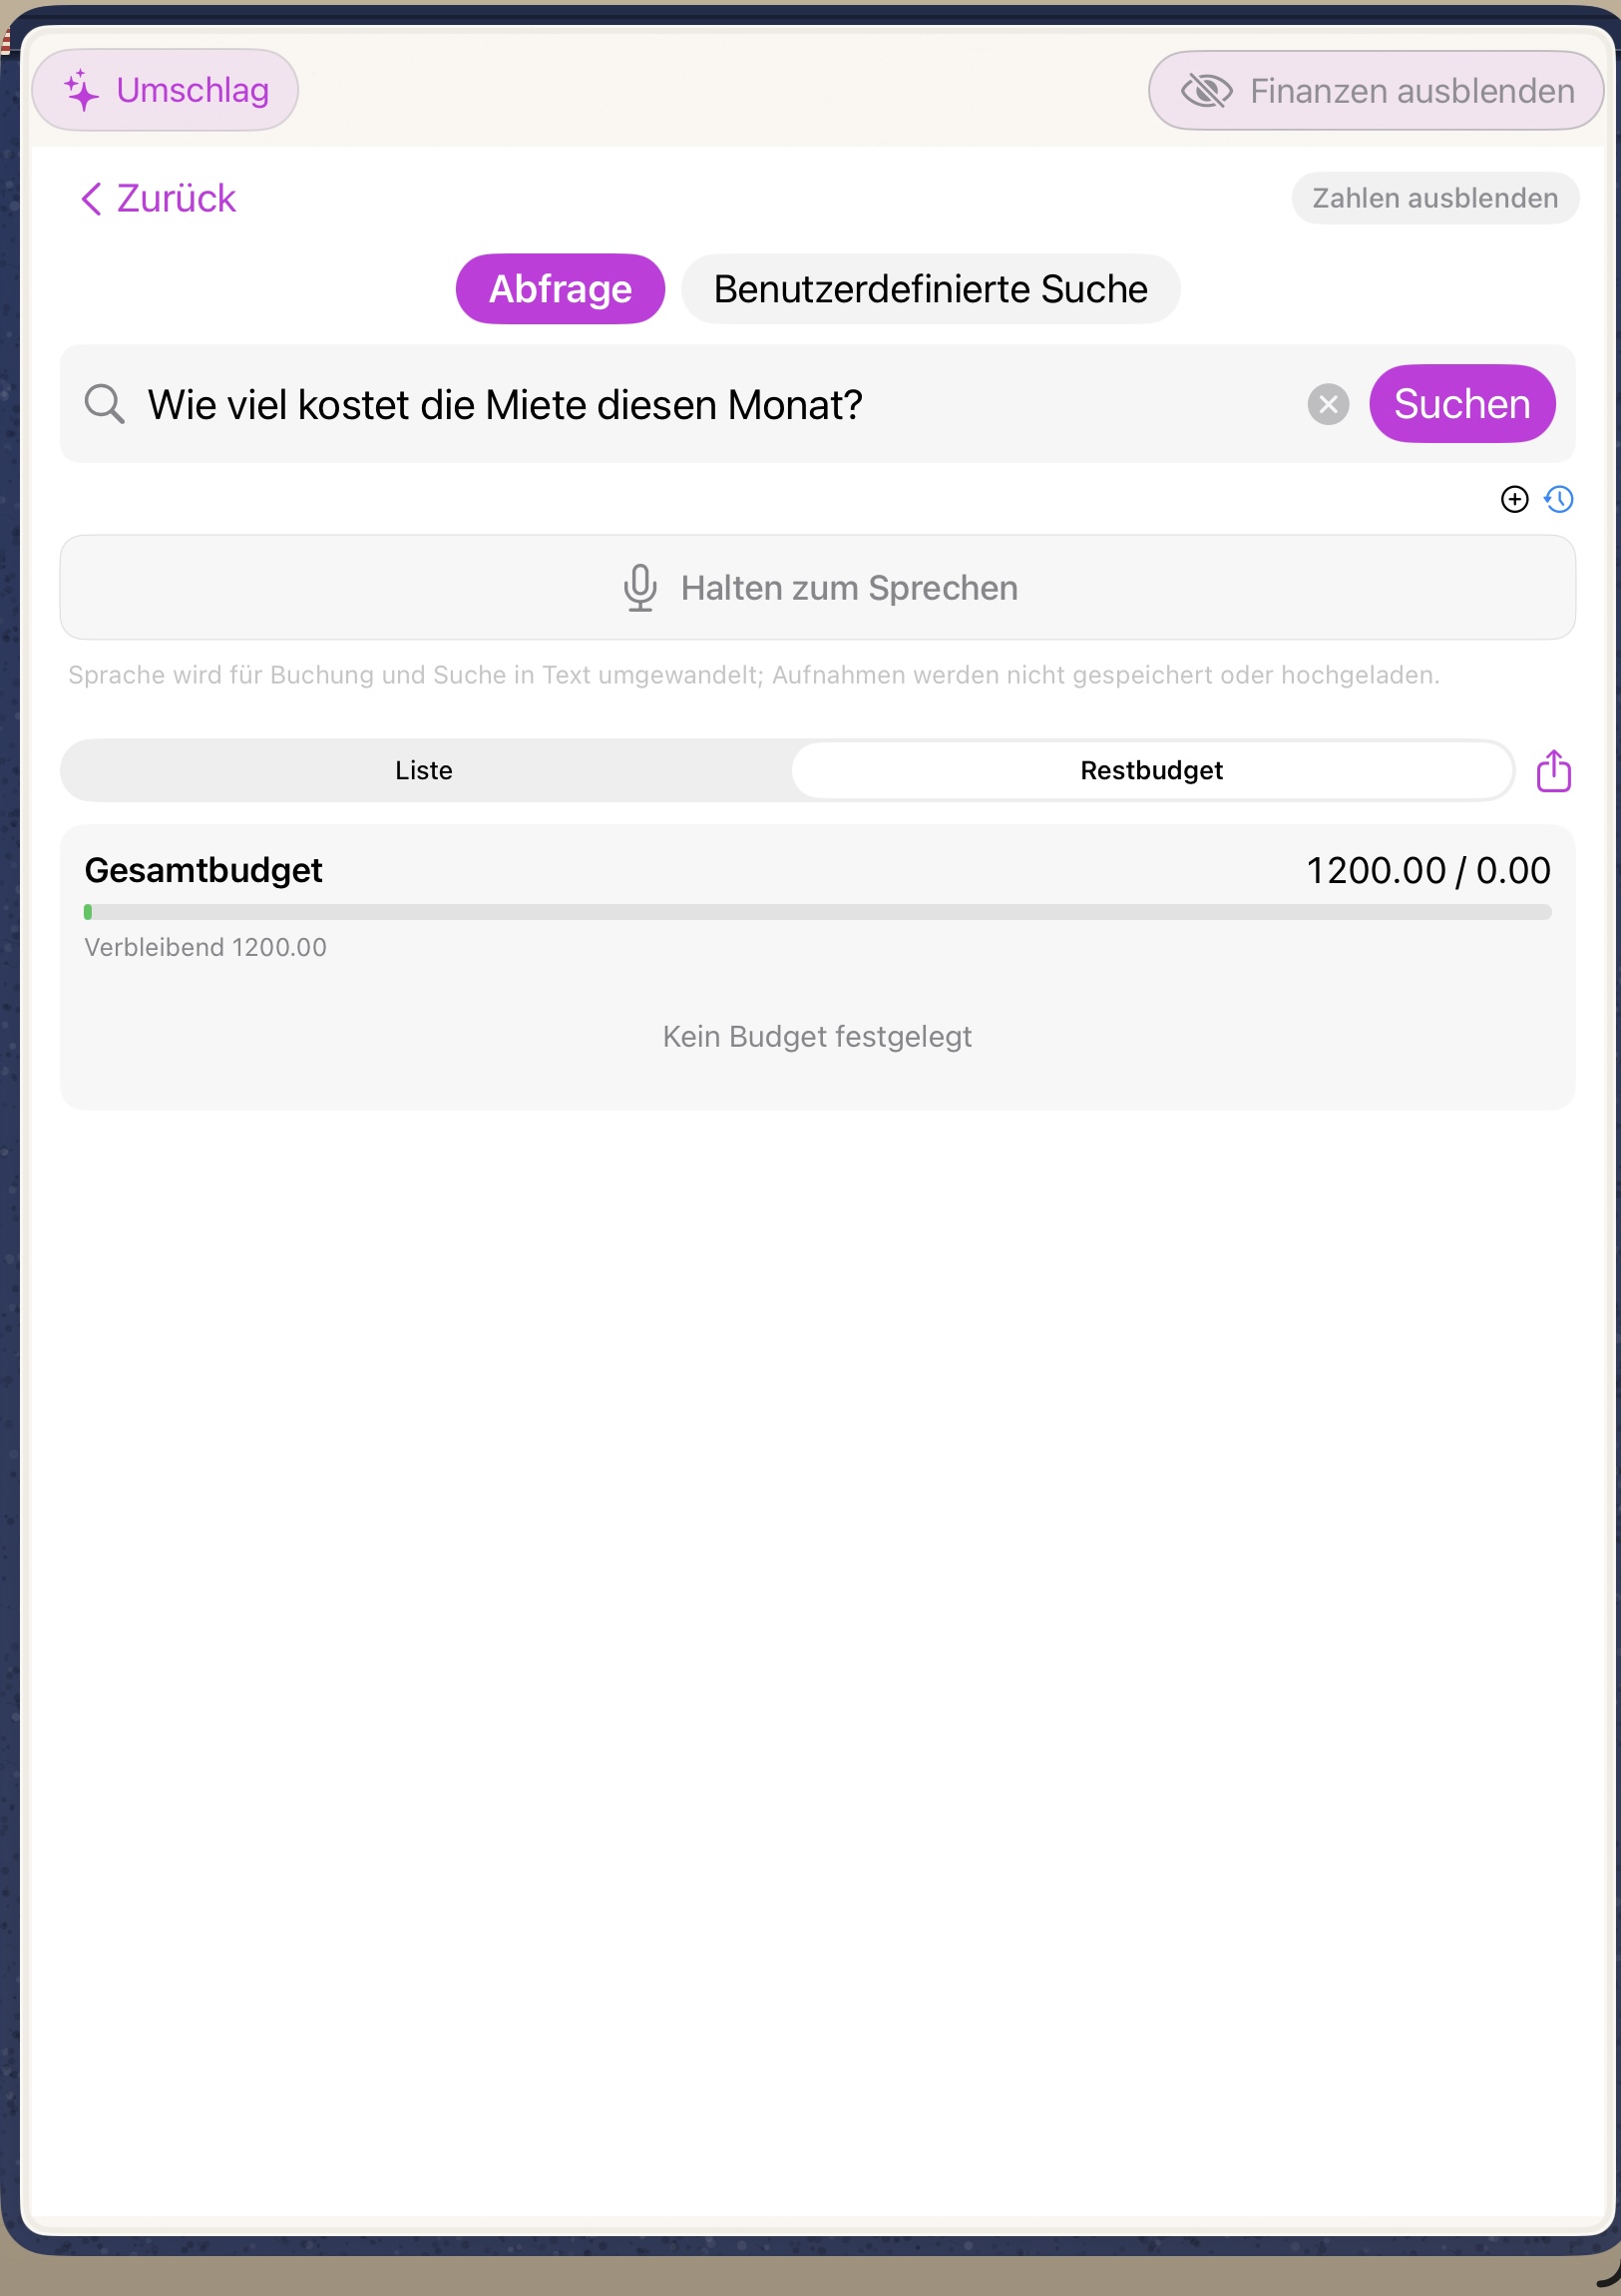 Umschlag
Finanzen ausblenden
Zurück
Zahlen ausblenden
Abfrage
Benutzerdefinierte Suche
Wie viel kostet die Miete diesen Monat?
Suchen
Halten zum Sprechen
Sprache wird für Buchung und Suche in Text umgewandelt; Aufnahmen werden nicht gespeichert oder hochgeladen.
Liste
Restbudget
Gesamtbudget
1200.00 / 0.00
Verbleibend 1200.00
Kein Budget festgelegt